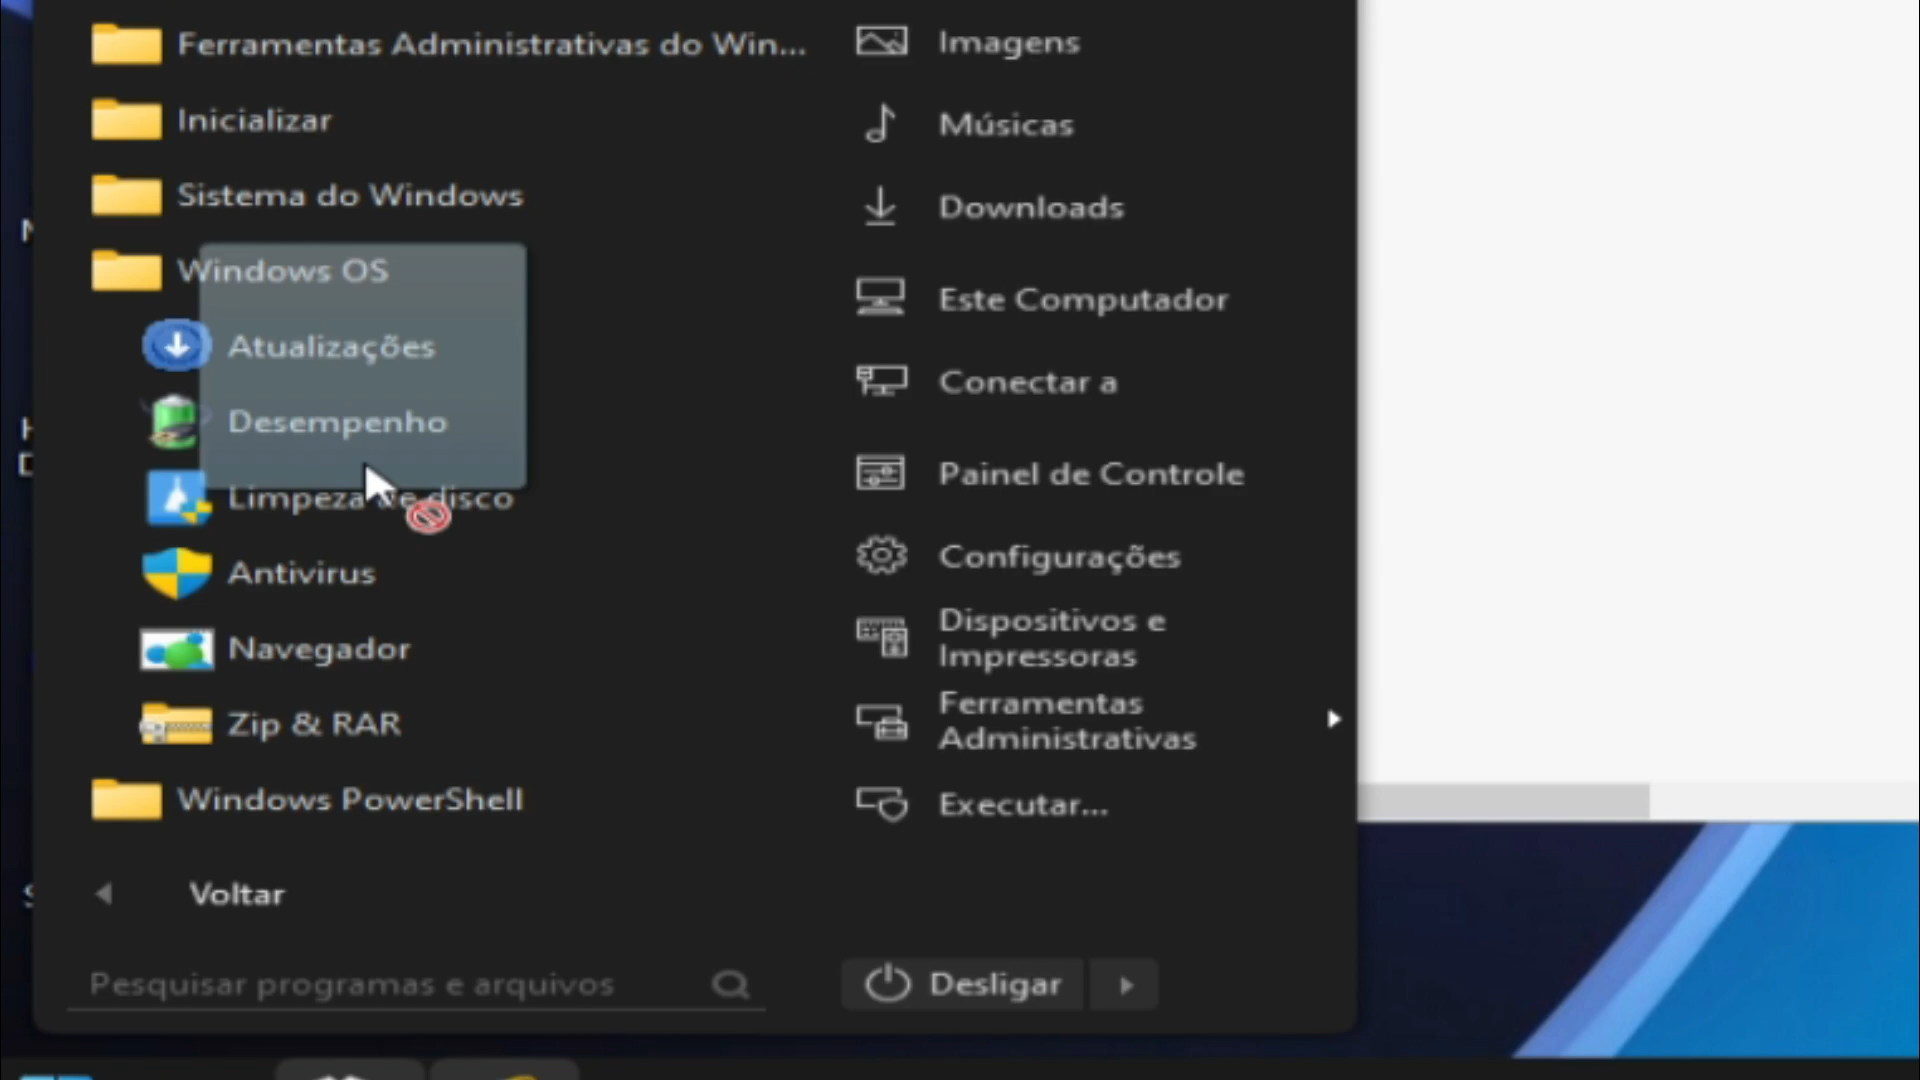 Ferramentas Administrativas do Win...
Inicializar
Sistema do Windows
Windows OS
Atualizações
Desempenho
Limpeza de disco
Antivirus
Navegador
Zip & RAR
Windows PowerShell
Voltar
Pesquisar programas e arquivos
Imagens
Músicas
Downloads
Este Computador
Conectar a
Painel de Controle
Configurações
Dispositivos e
Impressoras
Ferramentas
Administrativas
Executar...
Desligar